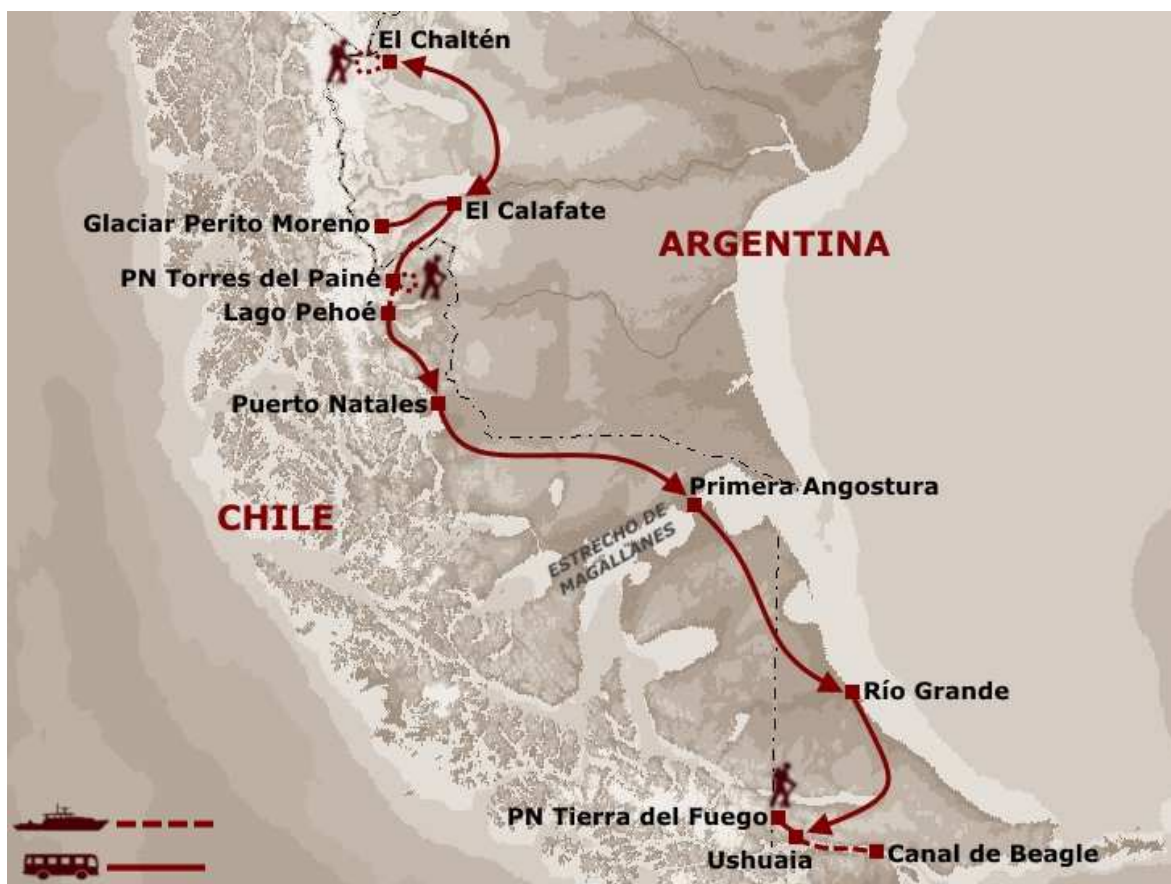 El Chaltén
El Calafate
Glaciar Perito Moreno
ARGENTINA
PN Torres del Painé
Lago Pehoé
Puerto Natales
Primera Angostura
CHILE
ESTRECHO DE
MAGALLANES
Río Grande
PN Tierra del Fuego
Ushuaia
Canal de Beagle